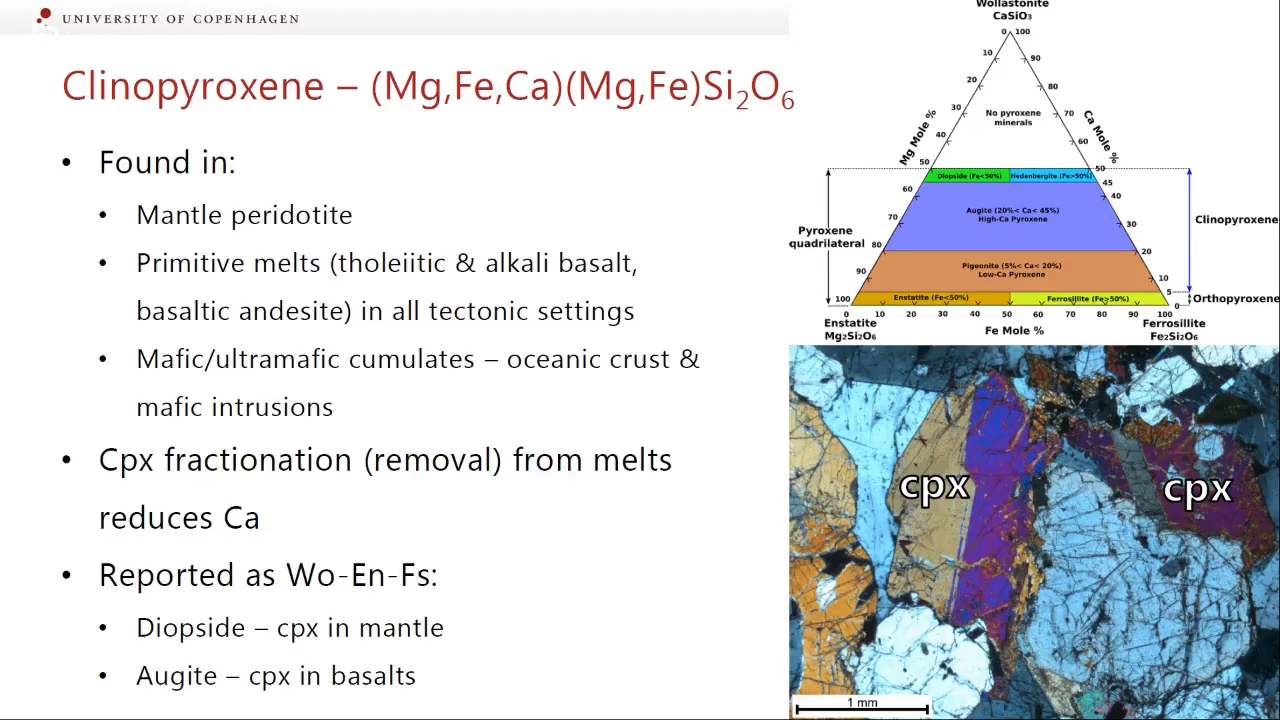 UNIVERSITY OF COPENHAGEN
Clinopyroxene – (Mg,Fe,Ca)(Mg,Fe)Si2O6
• Found in:
• Mantle peridotite
• Primitive melts (tholeiitic & alkali basalt,
basaltic andesite) in all tectonic settings
• Mafic/ultramafic cumulates – oceanic crust &
mafic intrusions
• Cpx fractionation (removal) from melts
reduces Ca
• Reported as Wo-En-Fs:
• Diopside – cpx in mantle
• Augite – cpx in basalts
Wollastonite
CaSiO3
0 100
10 90
20 80
30 70
40 60
50 50
45
60 40
70 30
80 20
90 10
5
100 0
Mg Mole %
Ca Mole %
No pyroxene
minerals
Diopside (Fe<50%) Hedenbergite (Fe>50%)
Augite (20%< Ca< 45%)
High-Ca Pyroxene
Pigeonite (5%< Ca< 20%)
Low-Ca Pyroxene
Enstatite (Fe<50%) Ferrosillite (Fe>50%)
Pyroxene
quadrilateral
Clinopyroxene
Orthopyroxene
0 10 20 30 40 50 60 70 80 90 100
Fe Mole %
Enstatite
Mg2Si2O6
Ferrosillite
Fe2Si2O6
cpx
cpx
1 mm